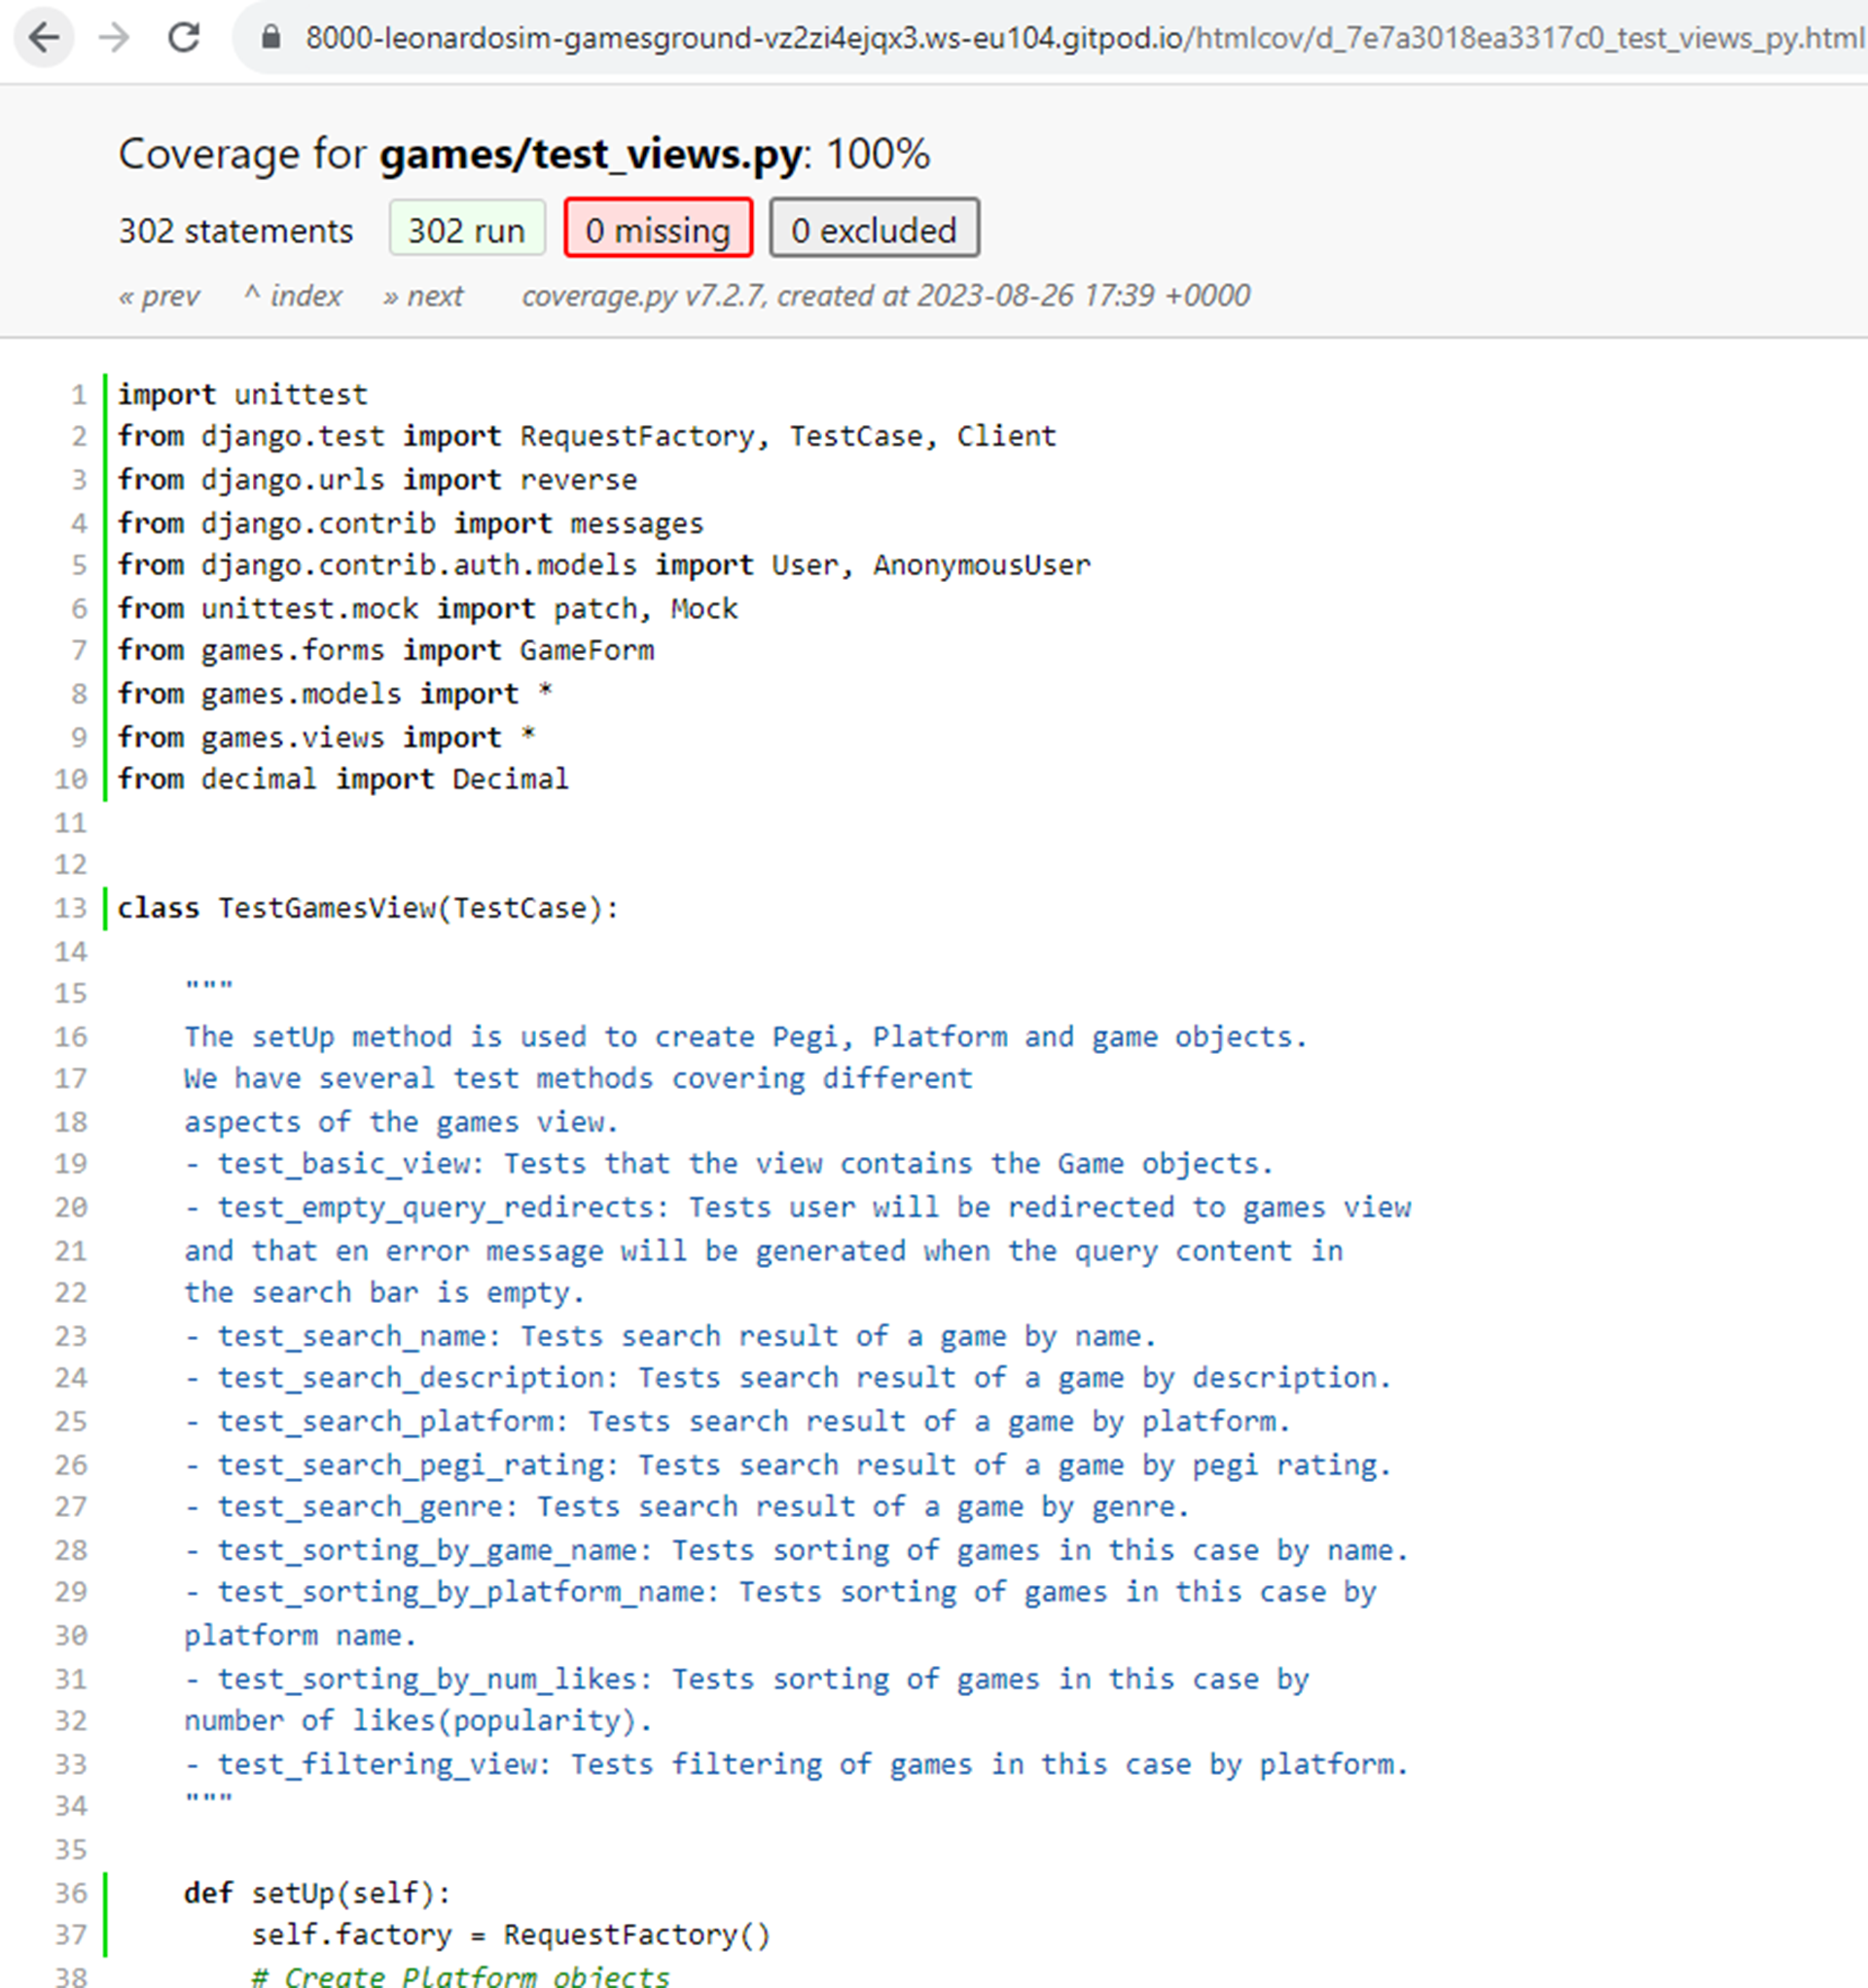 8000-leonardosim-gamesground-vz2zi4ejqx3.ws-eu104.gitpod.io/htmlcov/d_7e7a3018ea3317c0_test_views_py.html
Coverage for games/test_views.py: 100%
302 statements 302 run 0 missing 0 excluded
« prev ^ index » next coverage.py v7.2.7, created at 2023-08-26 17:39 +0000
1 import unittest
2 from django.test import RequestFactory, TestCase, Client
3 from django.urls import reverse
4 from django.contrib import messages
5 from django.contrib.auth.models import User, AnonymousUser
6 from unittest.mock import patch, Mock
7 from games.forms import GameForm
8 from games.models import *
9 from games.views import *
10 from decimal import Decimal
11
12
13 class TestGamesView(TestCase):
14
15 """
16 The setUp method is used to create Pegi, Platform and game objects.
17 We have several test methods covering different
18 aspects of the games view.
19 - test_basic_view: Tests that the view contains the Game objects.
20 - test_empty_query_redirects: Tests user will be redirected to games view
21 and that en error message will be generated when the query content in
22 the search bar is empty.
23 - test_search_name: Tests search result of a game by name.
24 - test_search_description: Tests search result of a game by description.
25 - test_search_platform: Tests search result of a game by platform.
26 - test_search_pegi_rating: Tests search result of a game by pegi rating.
27 - test_search_genre: Tests search result of a game by genre.
28 - test_sorting_by_game_name: Tests sorting of games in this case by name.
29 - test_sorting_by_platform_name: Tests sorting of games in this case by
30 platform name.
31 - test_sorting_by_num_likes: Tests sorting of games in this case by
32 number of likes(popularity).
33 - test_filtering_view: Tests filtering of games in this case by platform.
34 """
35
36 def setUp(self):
37 self.factory = RequestFactory()
38 # Create Platform objects